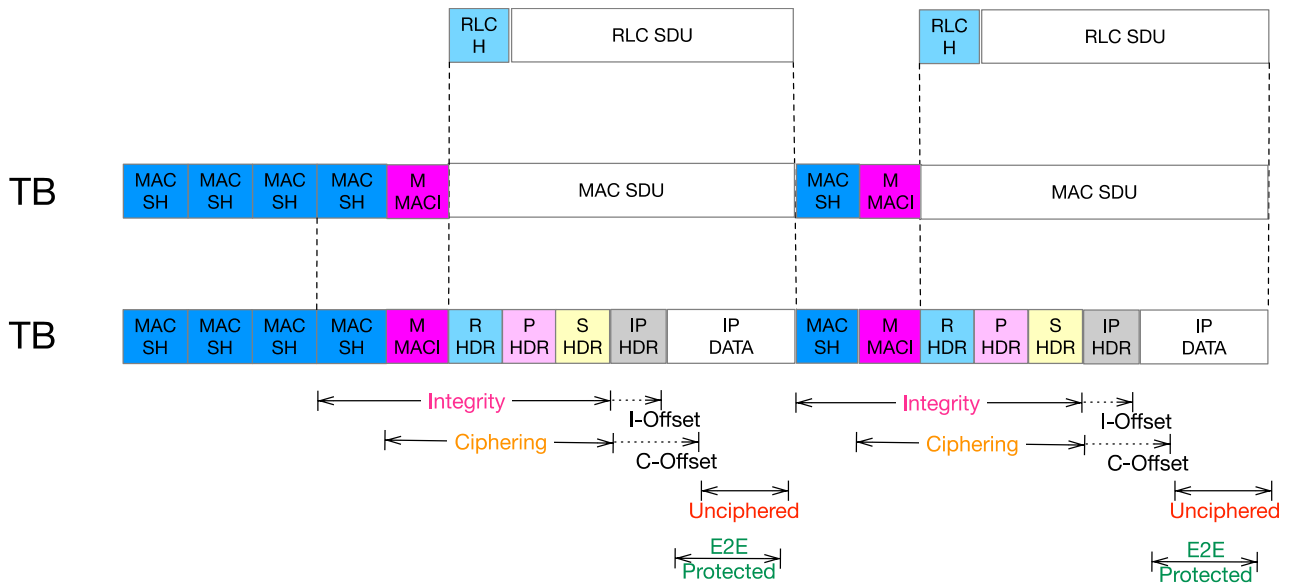 RLC RLC
H RLC SDU H RLC SDU
TB MAC MAC MAC MAC M MAC SDU MAC M MAC SDU
SH SH SH SH MACI SH MACI
TB MAC MAC MAC MAC M R P S IP IP MAC M R P S IP IP
SH SH SH SH MACI HDR HDR HDR HDR DATA SH MACI HDR HDR HDR HDR DATA
Integrity Integrity
I-Offset I-Offset
Ciphering Ciphering
C-Offset C-Offset
Unciphered Unciphered
E2E E2E
Protected Protected